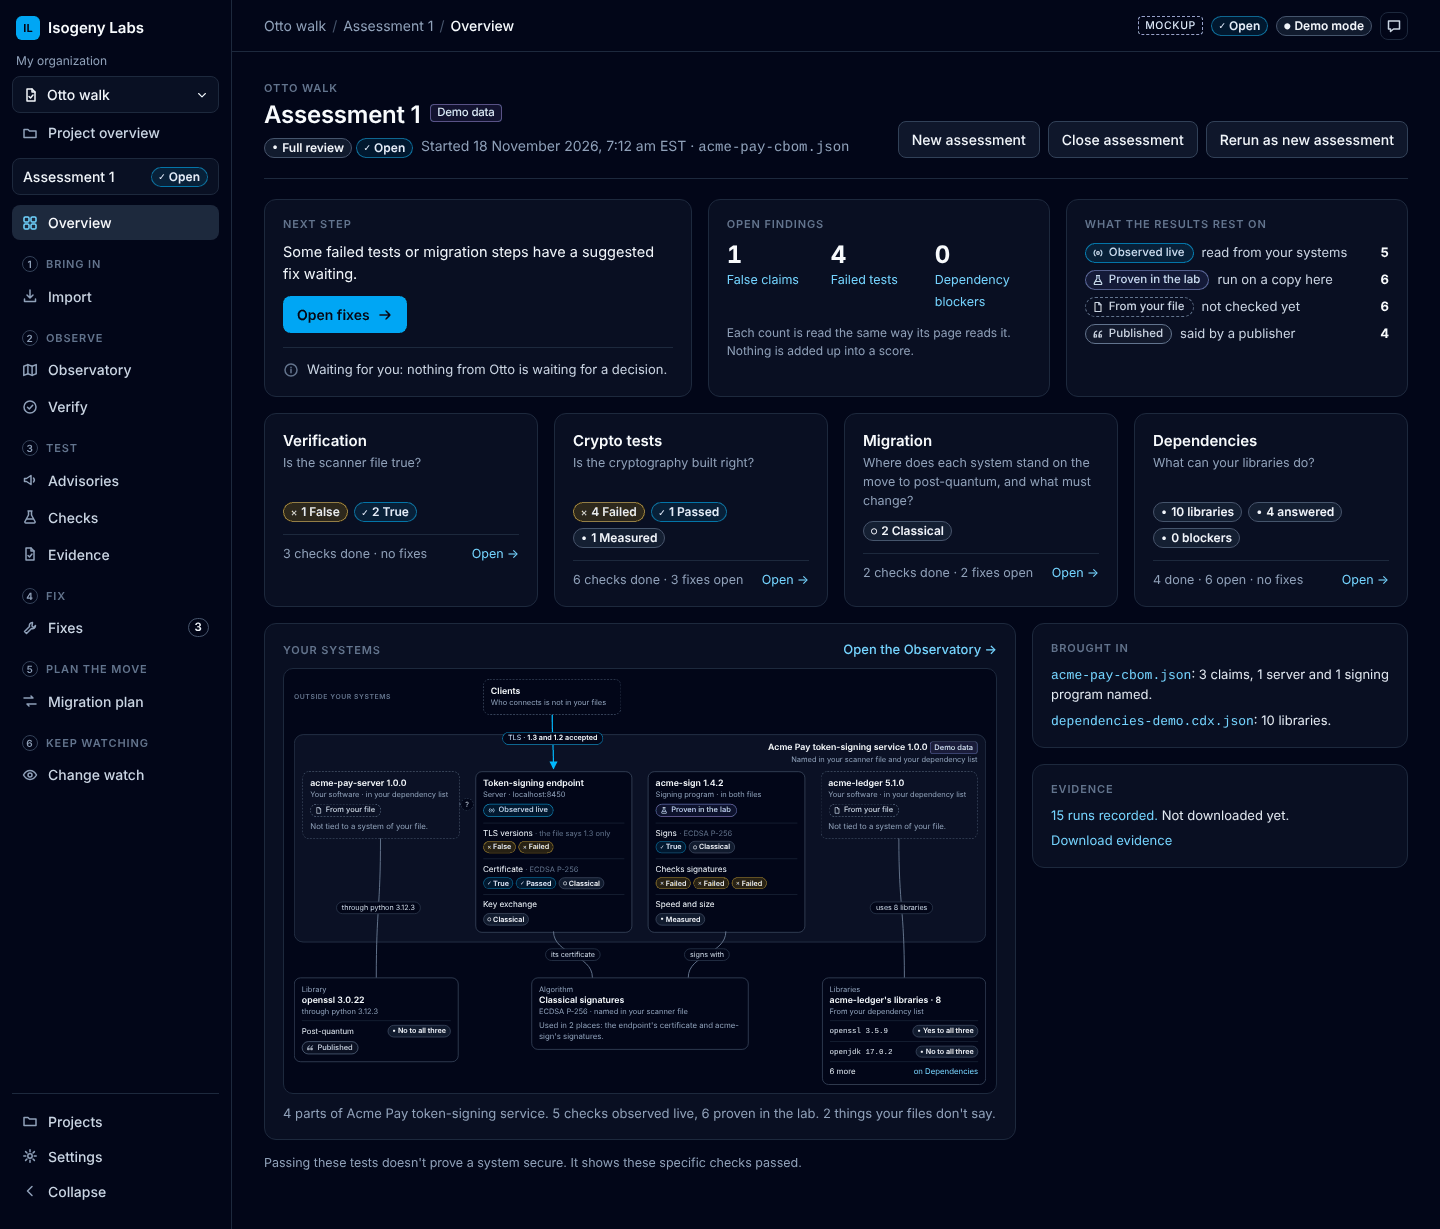 IL Isogeny Labs
My organization
Otto walk
Project overview
Assessment 1 ✓ Open
Overview
1 BRING IN
Import
2 OBSERVE
Observatory
Verify
3 TEST
Advisories
Checks
Evidence
4 FIX
Fixes 3
5 PLAN THE MOVE
Migration plan
6 KEEP WATCHING
Change watch
Projects
Settings
Collapse
Otto walk / Assessment 1 / Overview
MOCKUP ✓ Open • Demo mode
OTTO WALK
Assessment 1 Demo data
• Full review ✓ Open Started 18 November 2026, 7:12 am EST · acme-pay-cbom.json
New assessment Close assessment Rerun as new assessment
NEXT STEP
Some failed tests or migration steps have a suggested
fix waiting.
Open fixes →
Waiting for you: nothing from Otto is waiting for a decision.
OPEN FINDINGS
1 4 0
False claims Failed tests Dependency
blockers
Each count is read the same way its page reads it.
Nothing is added up into a score.
WHAT THE RESULTS REST ON
Observed live read from your systems 5
Proven in the lab run on a copy here 6
From your file not checked yet 6
Published said by a publisher 4
Verification
Is the scanner file true?
× 1 False ✓ 2 True
3 checks done · no fixes Open →
Crypto tests
Is the cryptography built right?
× 4 Failed ✓ 1 Passed
• 1 Measured
6 checks done · 3 fixes open Open →
Migration
Where does each system stand on the
move to post-quantum, and what must
change?
2 Classical
2 checks done · 2 fixes open Open →
Dependencies
What can your libraries do?
• 10 libraries • 4 answered
• 0 blockers
4 done · 6 open · no fixes Open →
YOUR SYSTEMS Open the Observatory →
OUTSIDE YOUR SYSTEMS
Clients
Who connects is not in your files
TLS · 1.3 and 1.2 accepted
Acme Pay token-signing service 1.0.0 Demo data
Named in your scanner file and your dependency list
acme-pay-server 1.0.0
Your software · in your dependency list
From your file
Not tied to a system of your file.
?
Token-signing endpoint
Server · localhost:8450
Observed live
TLS versions · the file says 1.3 only
× False × Failed
Certificate · ECDSA P-256
✓ True ✓ Passed Classical
Key exchange
Classical
acme-sign 1.4.2
Signing program · in both files
Proven in the lab
Signs · ECDSA P-256
✓ True Classical
Checks signatures
× Failed × Failed × Failed
Speed and size
• Measured
acme-ledger 5.1.0
Your software · in your dependency list
From your file
Not tied to a system of your file.
through python 3.12.3
uses 8 libraries
its certificate
signs with
Library
openssl 3.0.22
through python 3.12.3
Post-quantum • No to all three
Published
Algorithm
Classical signatures
ECDSA P-256 · named in your scanner file
Used in 2 places: the endpoint's certificate and acme-
sign's signatures.
Libraries
acme-ledger's libraries · 8
From your dependency list
openssl 3.5.9 • Yes to all three
openjdk 17.0.2 • No to all three
6 more on Dependencies
4 parts of Acme Pay token-signing service. 5 checks observed live, 6 proven in the lab. 2 things your files don't say.
BROUGHT IN
acme-pay-cbom.json: 3 claims, 1 server and 1 signing
program named.
dependencies-demo.cdx.json: 10 libraries.
EVIDENCE
15 runs recorded. Not downloaded yet.
Download evidence
Passing these tests doesn't prove a system secure. It shows these specific checks passed.